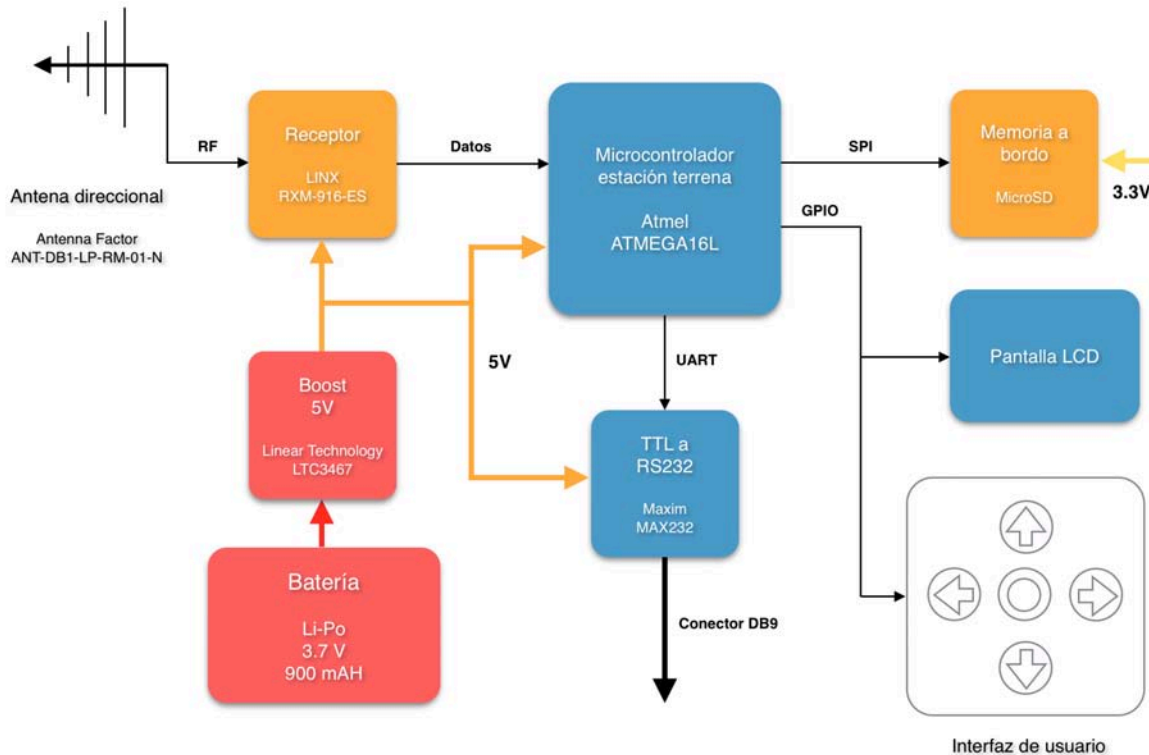 RF
Antena direccional
Antenna Factor
ANT-DB1-LP-RM-01-N
Receptor
LINX
RXM-916-ES
Datos
Microcontrolador
estación terrena
Atmel
ATMEGA16L
SPI
GPIO
Memoria a
bordo
MicroSD
3.3V
Pantalla LCD
5V
UART
Boost
5V
Linear Technology
LTC3467
TTL a
RS232
Maxim
MAX232
Batería
Li-Po
3.7 V
900 mAH
Conector DB9
Interfaz de usuario